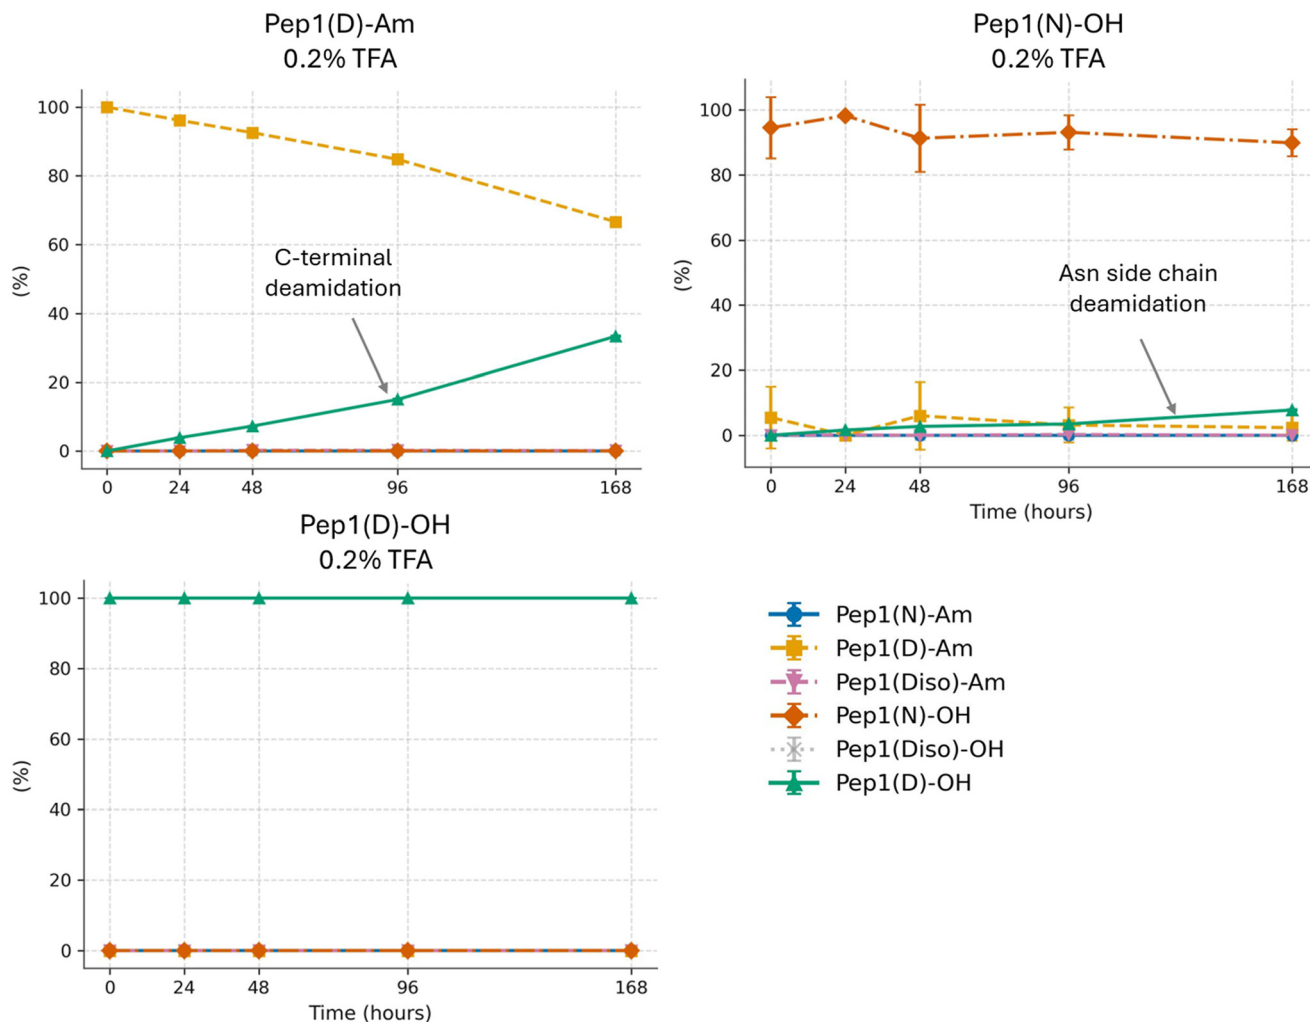 Pep1(D)-Am
0.2% TFA
100
80
60
40
20
0
(%)
C-terminal
deamidation
0 24 48 96 168
Pep1(N)-OH
0.2% TFA
100
80
60
40
20
0
(%)
Asn side chain
deamidation
0 24 48 96 168
Time (hours)
Pep1(D)-OH
0.2% TFA
100
80
60
40
20
0
(%)
0 24 48 96 168
Time (hours)
Pep1(N)-Am
Pep1(D)-Am
Pep1(Diso)-Am
Pep1(N)-OH
Pep1(Diso)-OH
Pep1(D)-OH